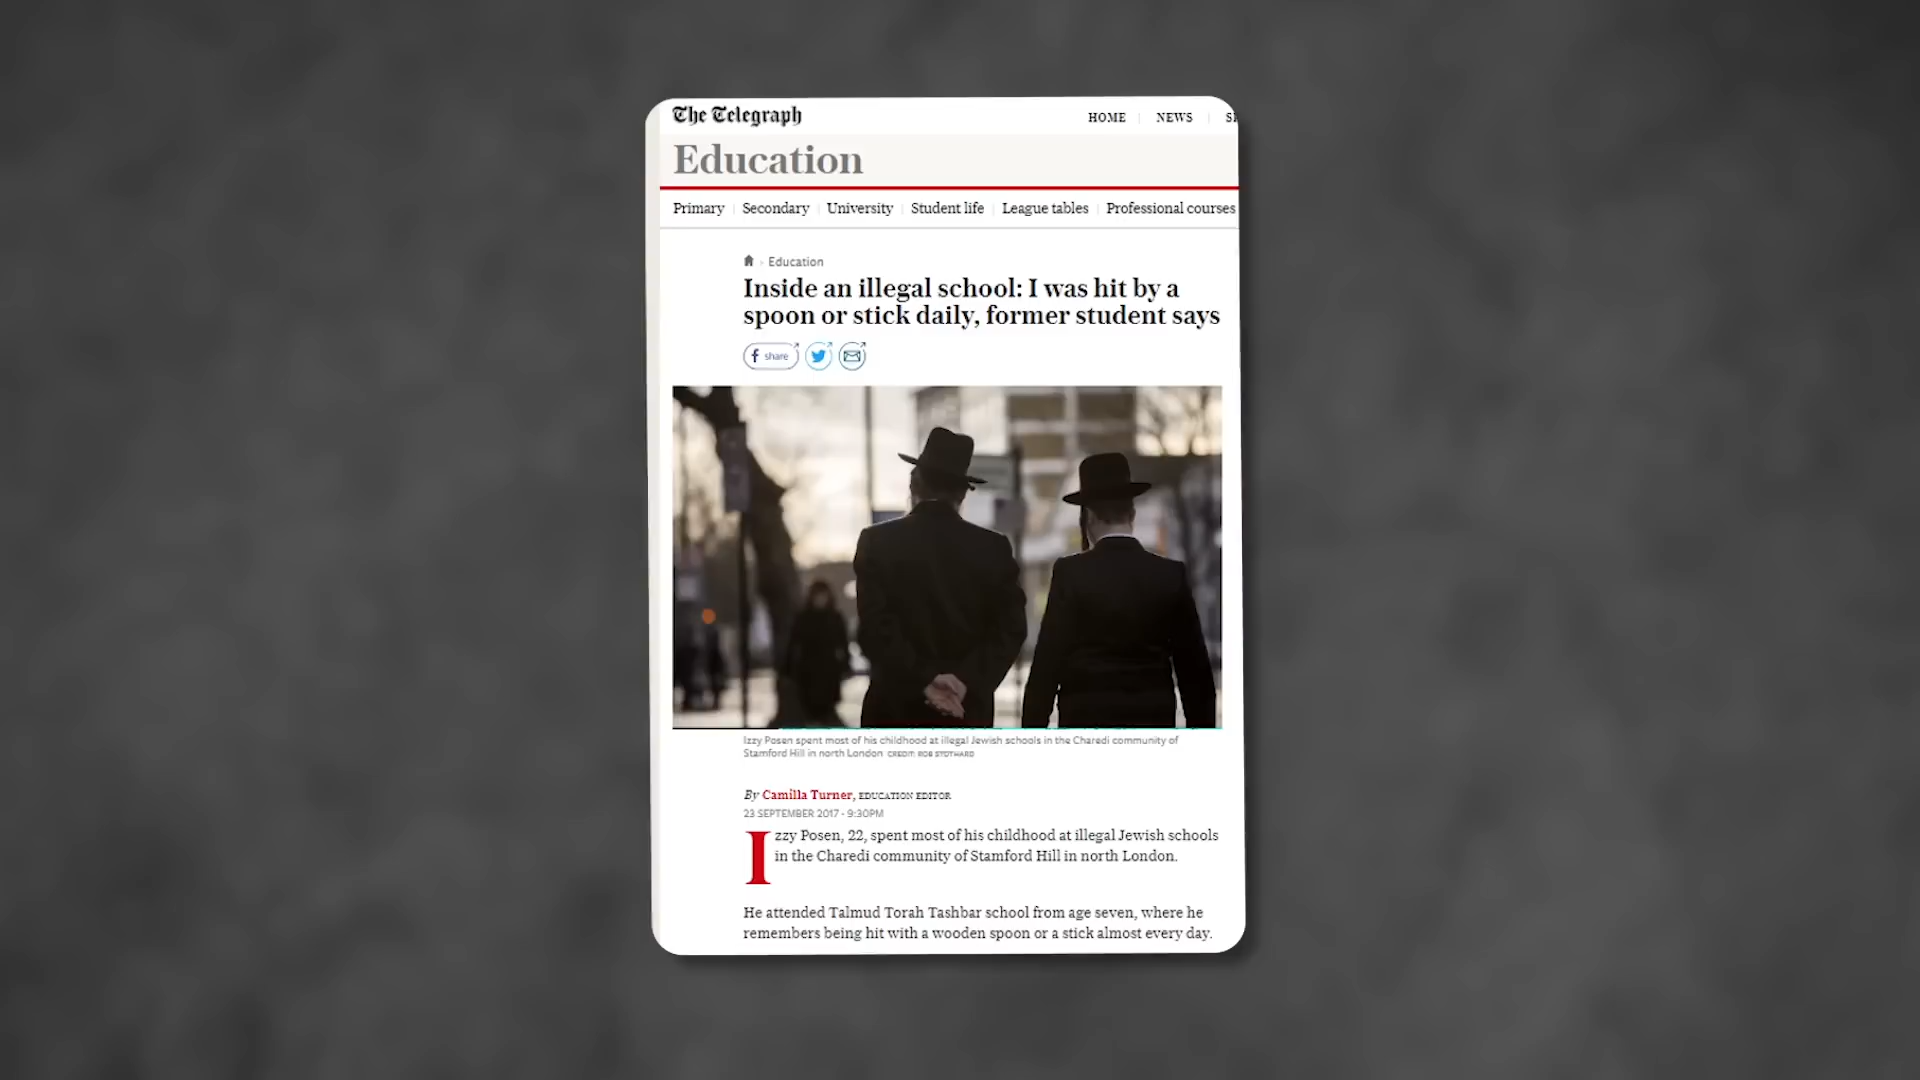 The Telegraph
HOME NEWS
Education
Primary Secondary University Student life League tables Professional courses
Education
Inside an illegal school: I was hit by a
spoon or stick daily, former student says
share
Izzy Posen spent most of his childhood at illegal Jewish schools in the Charedi community of
Stamford Hill in north London CREDIT: ROB STOTHARD
By Camilla Turner, EDUCATION EDITOR
23 SEPTEMBER 2017 • 9:30PM
Izzy Posen, 22, spent most of his childhood at illegal Jewish schools
in the Charedi community of Stamford Hill in north London.
He attended Talmud Torah Tashbar school from age seven, where he
remembers being hit with a wooden spoon or a stick almost every day.